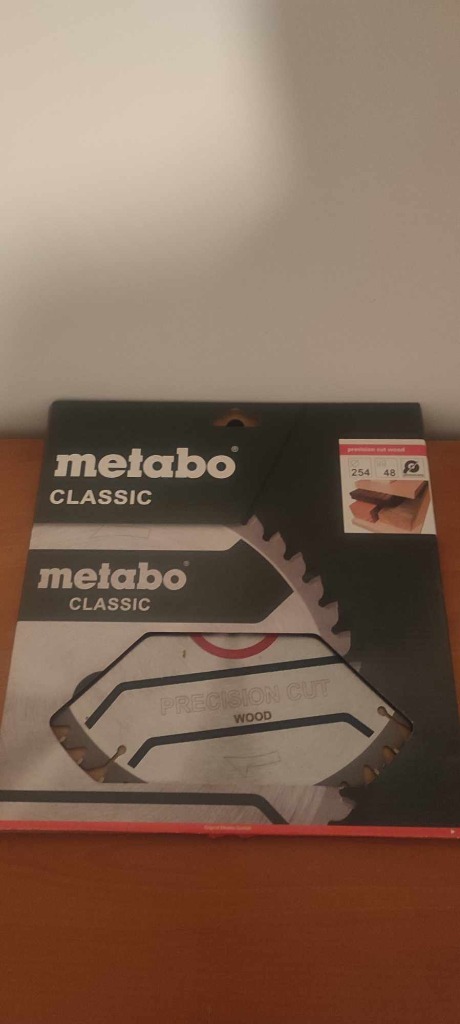 metabo®
CLASSIC
precision cut wood
254 48
metabo®
CLASSIC
PRECISION CUT
WOOD